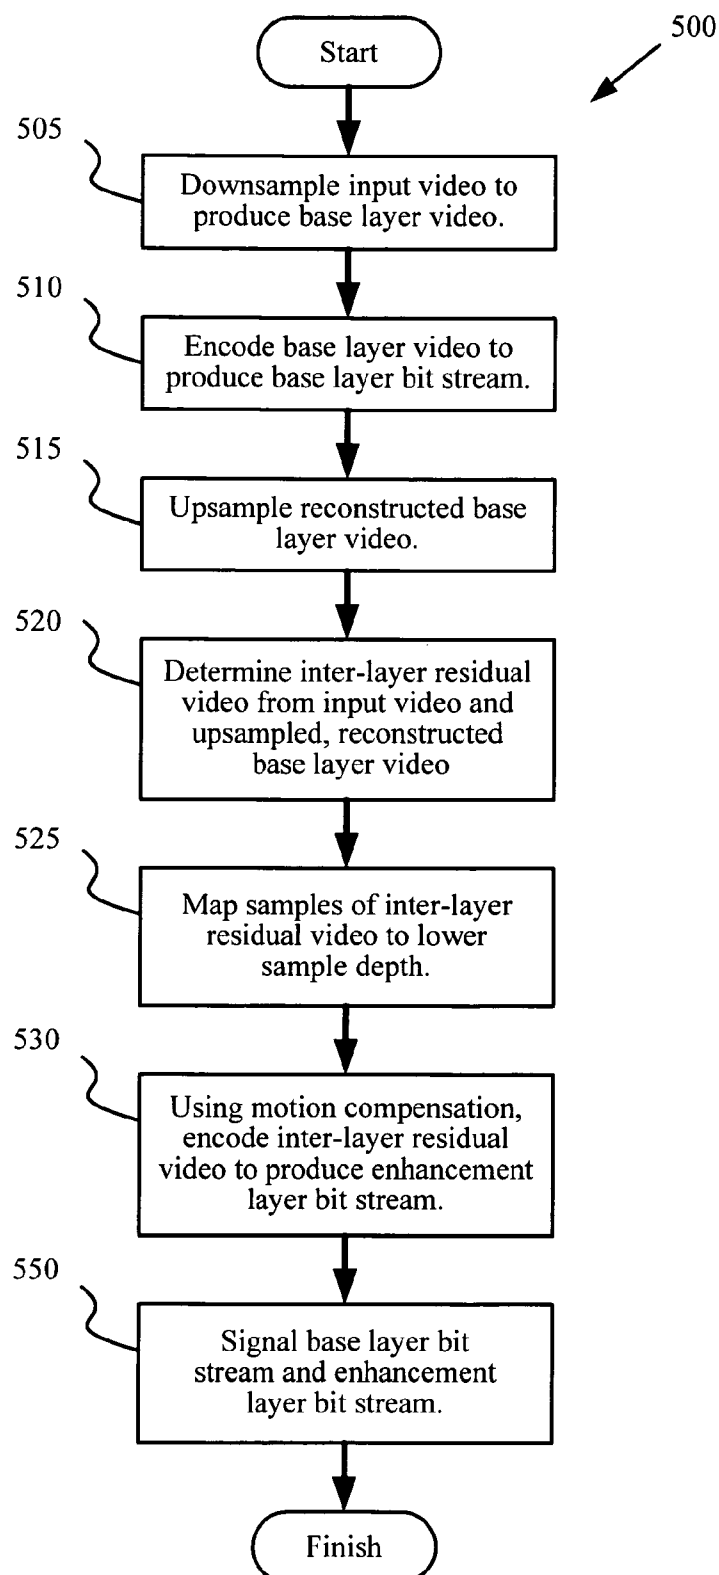 Start
500
505
Downsample input video to
produce base layer video.
510
Encode base layer video to
produce base layer bit stream.
515
Upsample reconstructed base
layer video.
520
Determine inter-layer residual
video from input video and
upsampled, reconstructed
base layer video
525
Map samples of inter-layer
residual video to lower
sample depth.
530
Using motion compensation,
encode inter-layer residual
video to produce enhancement
layer bit stream.
550
Signal base layer bit
stream and enhancement
layer bit stream.
Finish